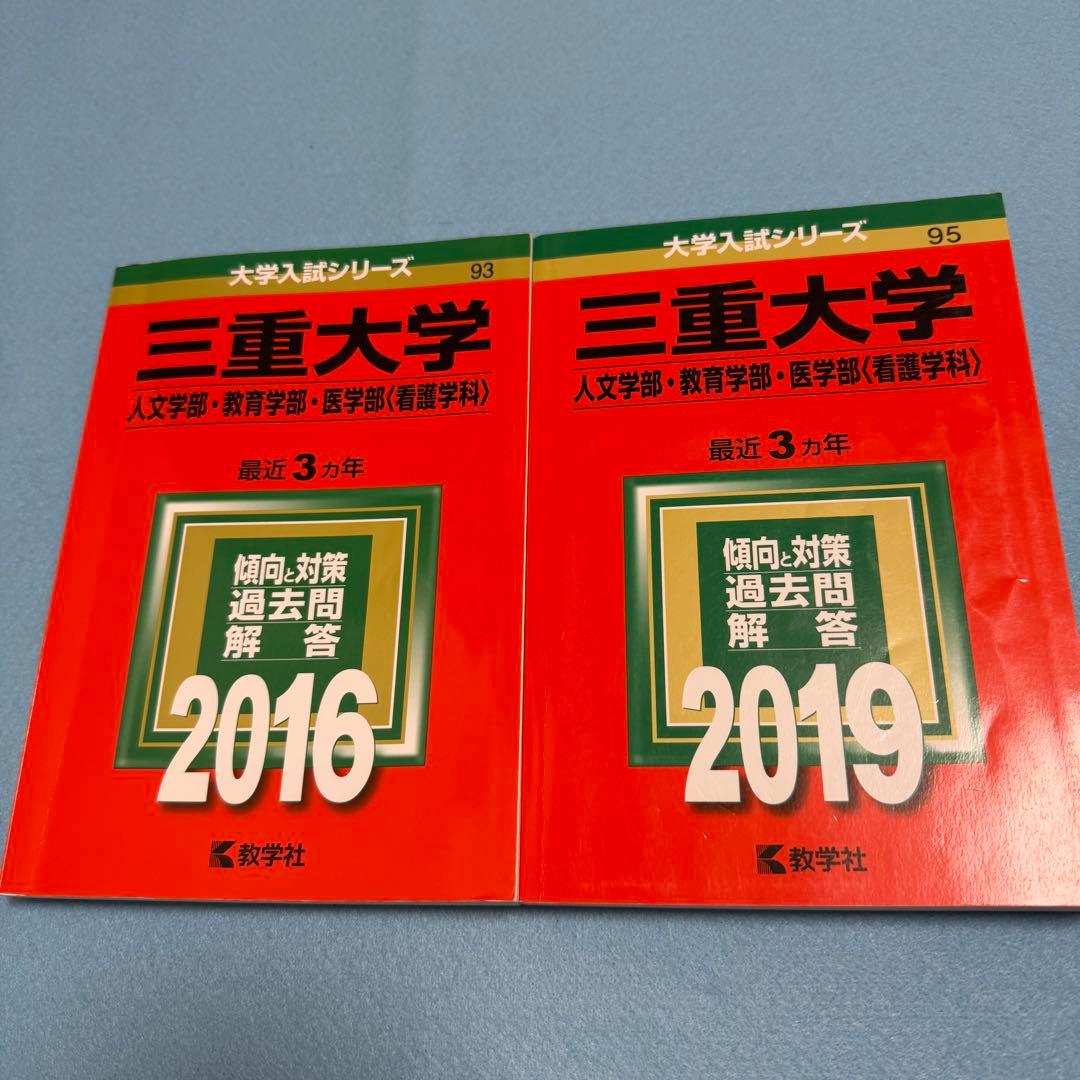 大学入試シリーズ
93
三重大学
人文学部・教育学部・医学部〈看護学科〉
最近3カ年
傾向と対策
過去問
解答
2016
教学社
大学入試シリーズ
95
三重大学
人文学部・教育学部・医学部〈看護学科〉
最近3カ年
傾向と対策
過去問
解答
2019
教学社